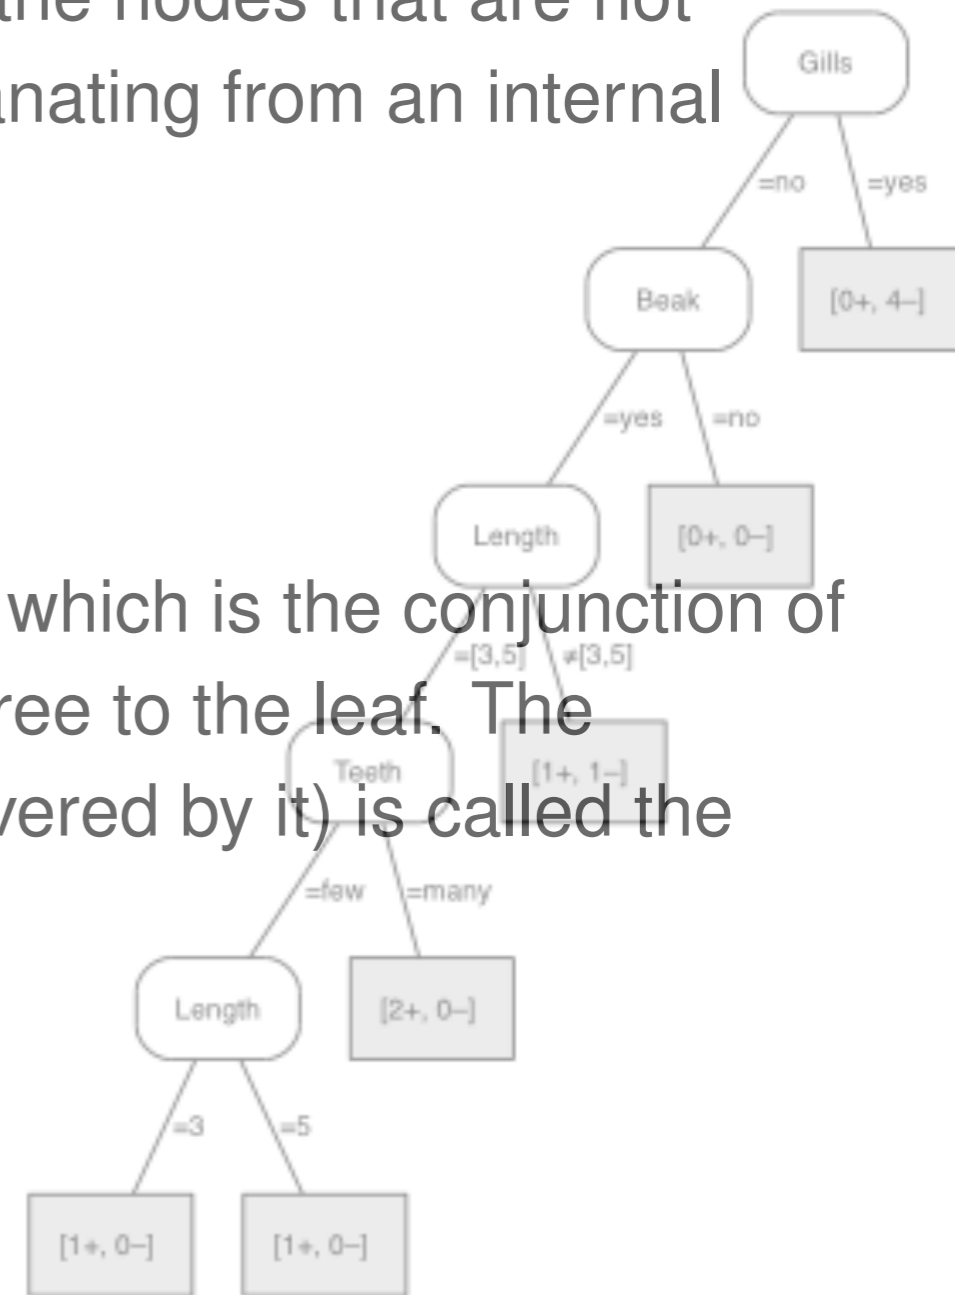 the nodes that are not
Gills
anating from an internal
=no =yes
Beak [0+, 4–]
=yes =no
Length [0+, 0–]
which is the conjunction of
=[3,5] ≠[3,5]
ree to the leaf. The
Teeth [1+, 1–]
vered by it) is called the
=few =many
Length [2+, 0–]
=3 =5
[1+, 0–] [1+, 0–]